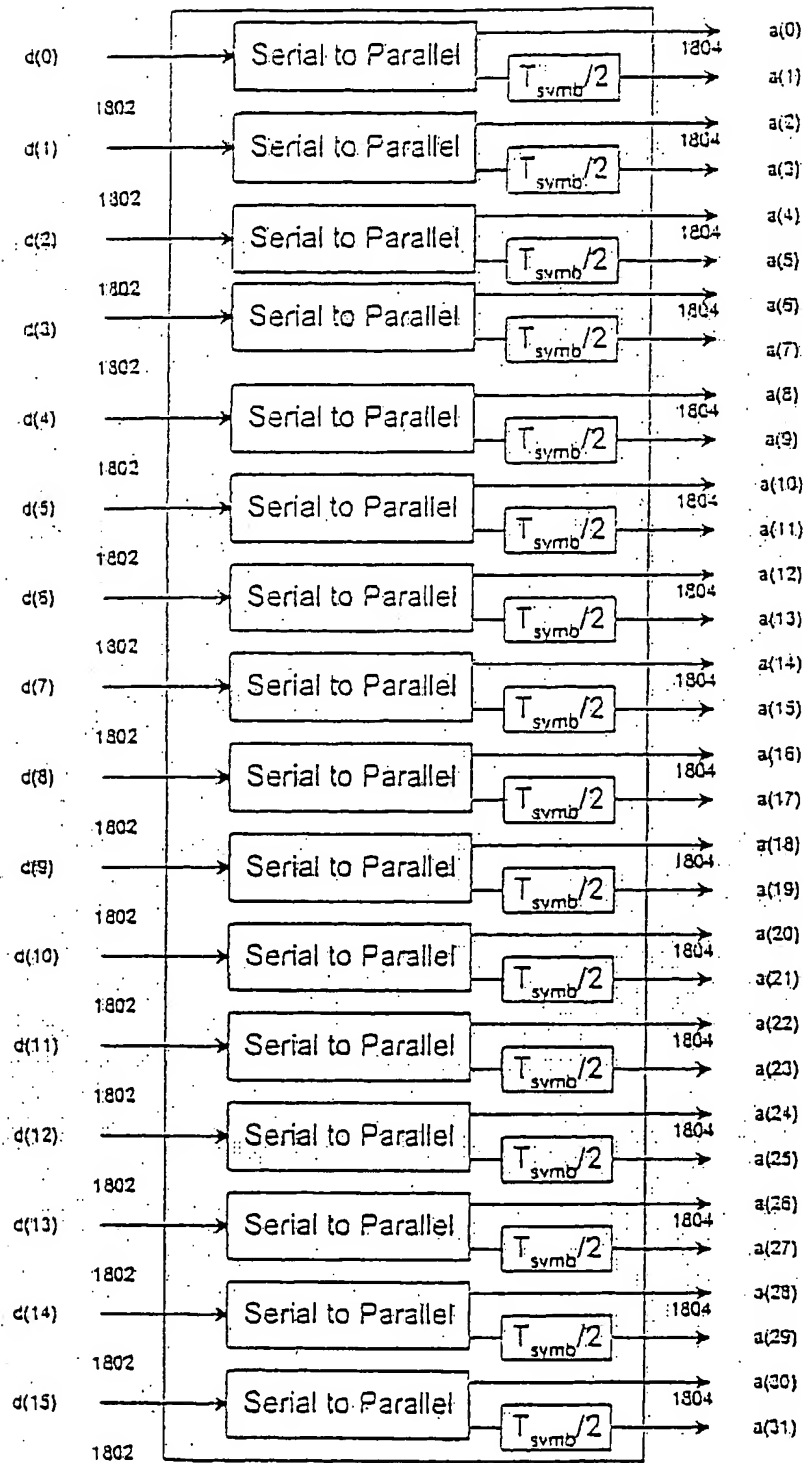 a(0)
d(0) Serial to Parallel 1804
T_symb/2 a(1)
1802 a(2)
d(1) Serial to Parallel 1804
T_symb/2 a(3)
1802 a(4)
d(2) Serial to Parallel 1804
T_symb/2 a(5)
1802
d(3) Serial to Parallel 1804 a(6)
T_symb/2 a(7)
1802
a(8)
d(4) Serial to Parallel 1804
T_symb/2 a(9)
1802 a(10)
d(5) Serial to Parallel 1804
T_symb/2 a(11)
1802 a(12)
d(6) Serial to Parallel 1804
T_symb/2 a(13)
1802 a(14)
d(7) Serial to Parallel 1804
T_symb/2 a(15)
1802 a(16)
d(8) Serial to Parallel 1804
T_symb/2 a(17)
1802 a(18)
d(9) Serial to Parallel 1804
T_symb/2 a(19)
1802 a(20)
d(10) Serial to Parallel 1804
T_symb/2 a(21)
1802 a(22)
d(11) Serial to Parallel 1804
T_symb/2 a(23)
1802 a(24)
d(12) Serial to Parallel 1804
T_symb/2 a(25)
1802 a(26)
d(13) Serial to Parallel 1804
T_symb/2 a(27)
1802 a(28)
d(14) Serial to Parallel 1804
T_symb/2 a(29)
1802 a(30)
d(15) Serial to Parallel 1804
T_symb/2 a(31)
1802